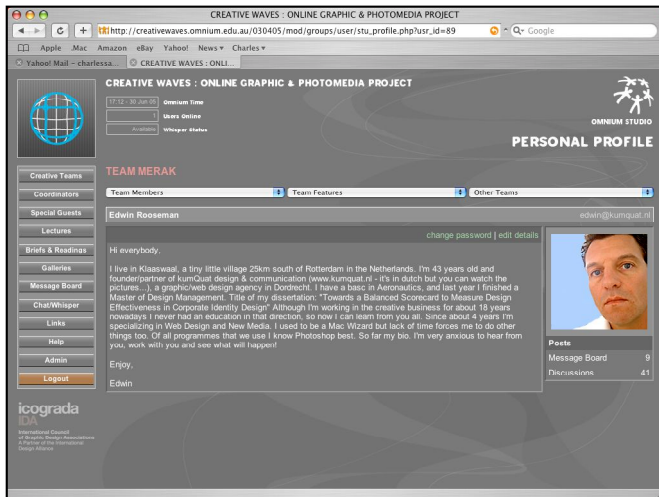 CREATIVE WAVES : ONLINE GRAPHIC & PHOTOMEDIA PROJECT
http://creativewaves.omnium.edu.au/030405/mod/groups/user/stu_profile.php?usr_id=89
Google
Apple .Mac Amazon eBay Yahoo! News Charles
Yahoo! Mail – charlessa...
CREATIVE WAVES : ONLI...
CREATIVE WAVES : ONLINE GRAPHIC & PHOTOMEDIA PROJECT
17:12 - 30 Jun 05 Omnium Time
1 Users Online
Available Whisper Status
OMNIUM STUDIO
PERSONAL PROFILE
Creative Teams
Coordinators
Special Guests
Lectures
Briefs & Readings
Galleries
Message Board
Chat/Whisper
Links
Help
Admin
Logout
TEAM MERAK
Team Members
Team Features
Other Teams
Edwin Rooseman
edwin@kumquat.nl
change password | edit details
Hi everybody,
I live in Klaaswaal, a tiny little village 25km south of Rotterdam in the Netherlands. I'm 43 years old and
founder/partner of kumQuat design & communication (www.kumquat.nl - it's in dutch but you can watch the
pictures...), a graphic/web design agency in Dordrecht. I have a basc in Aeronautics, and last year I finished a
Master of Design Management. Title of my dissertation: "Towards a Balanced Scorecard to Measure Design
Effectiveness in Corporate Identity Design" Although I'm working in the creative business for about 18 years
nowadays I never had an education in that direction, so now I can learn from you all. Since about 4 years I'm
specializing in Web Design and New Media. I used to be a Mac Wizard but lack of time forces me to do other
things too. Of all programmes that we use I know Photoshop best. So far my bio. I'm very anxious to hear from
you, work with you and see what will happen!
Enjoy,
Edwin
Posts
Message Board 9
Discussions 41
icograda
IDA
International Council
of Graphic Design Associations
A Partner of the International
Design Alliance